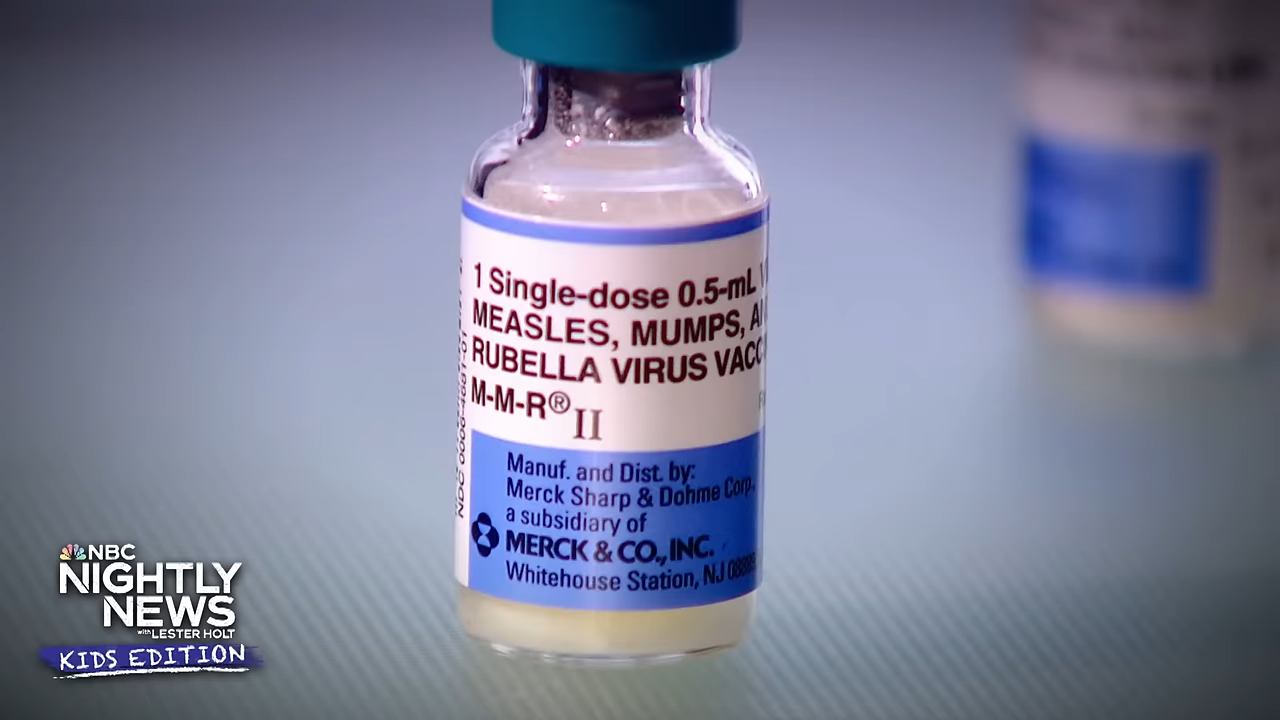 1 Single-dose 0.5-mL
MEASLES, MUMPS,
RUBELLA VIRUS
M-M-R® II
Manuf. and Dist. by:
Merck Sharp & Dohme Corp.,
a subsidiary of
MERCK & CO., INC.
Whitehouse Station, NJ
NBC
NIGHTLY
NEWS
with LESTER HOLT
KIDS EDITION